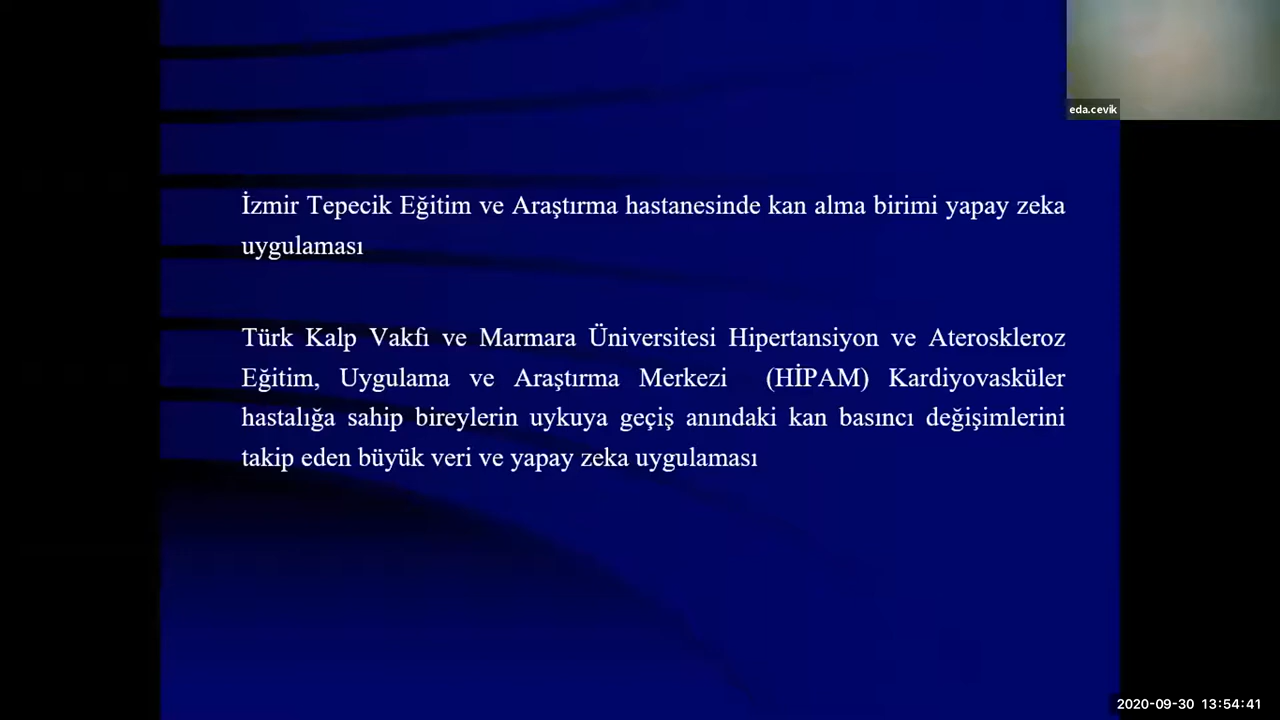 eda.cevik
İzmir Tepecik Eğitim ve Araştırma hastanesinde kan alma birimi yapay zeka
uygulaması
Türk Kalp Vakfı ve Marmara Üniversitesi Hipertansiyon ve Ateroskleroz
Eğitim, Uygulama ve Araştırma Merkezi (HİPAM) Kardiyovasküler
hastalığa sahip bireylerin uykuya geçiş anındaki kan basıncı değişimlerini
takip eden büyük veri ve yapay zeka uygulaması
2020-09-30 13:54:41